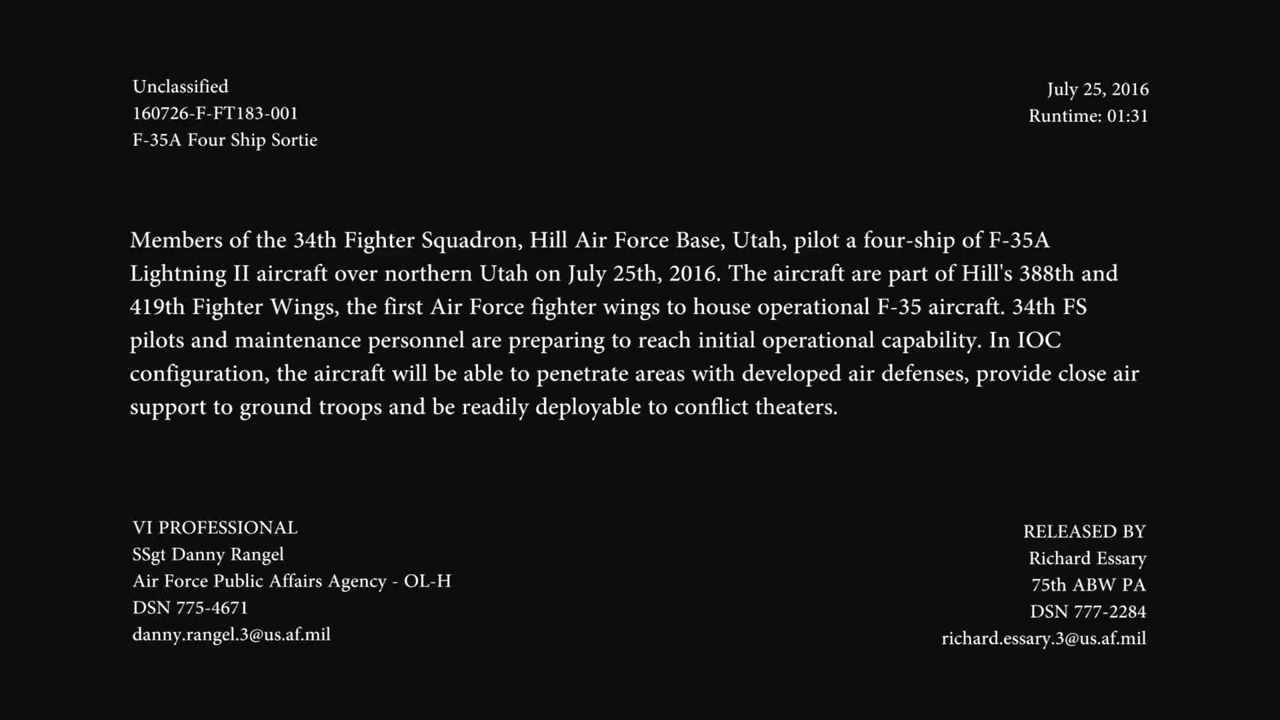 Unclassified
160726-F-FT183-001
F-35A Four Ship Sortie
July 25, 2016
Runtime: 01:31
Members of the 34th Fighter Squadron, Hill Air Force Base, Utah, pilot a four-ship of F-35A
Lightning II aircraft over northern Utah on July 25th, 2016. The aircraft are part of Hill's 388th and
419th Fighter Wings, the first Air Force fighter wings to house operational F-35 aircraft. 34th FS
pilots and maintenance personnel are preparing to reach initial operational capability. In IOC
configuration, the aircraft will be able to penetrate areas with developed air defenses, provide close air
support to ground troops and be readily deployable to conflict theaters.
VI PROFESSIONAL
SSgt Danny Rangel
Air Force Public Affairs Agency - OL-H
DSN 775-4671
danny.rangel.3@us.af.mil
RELEASED BY
Richard Essary
75th ABW PA
DSN 777-2284
richard.essary.3@us.af.mil